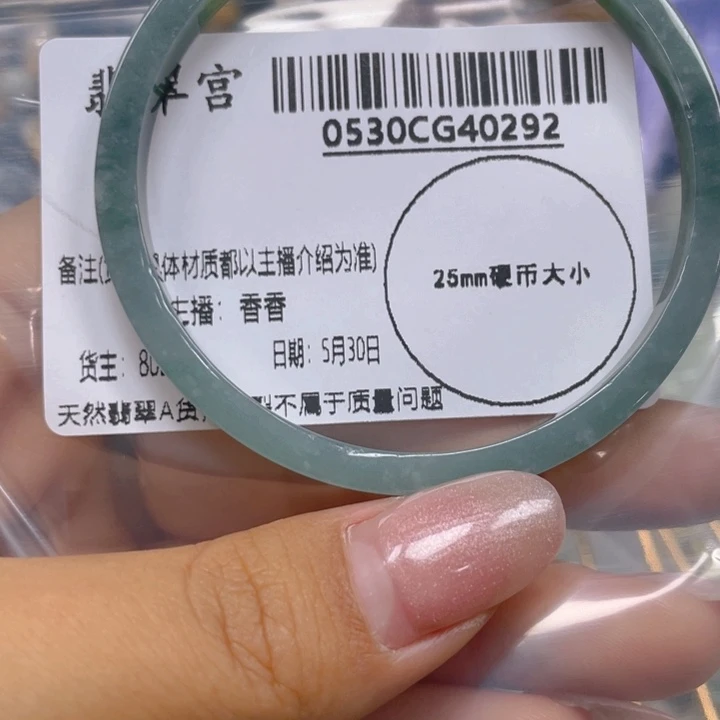 翡翠宫
0530CG40292
25mm硬币大小
备注( 体材质都以主播介绍为准)
主播：香香
日期：5月30日
货主：80
天然翡翠A货, 不属于质量问题